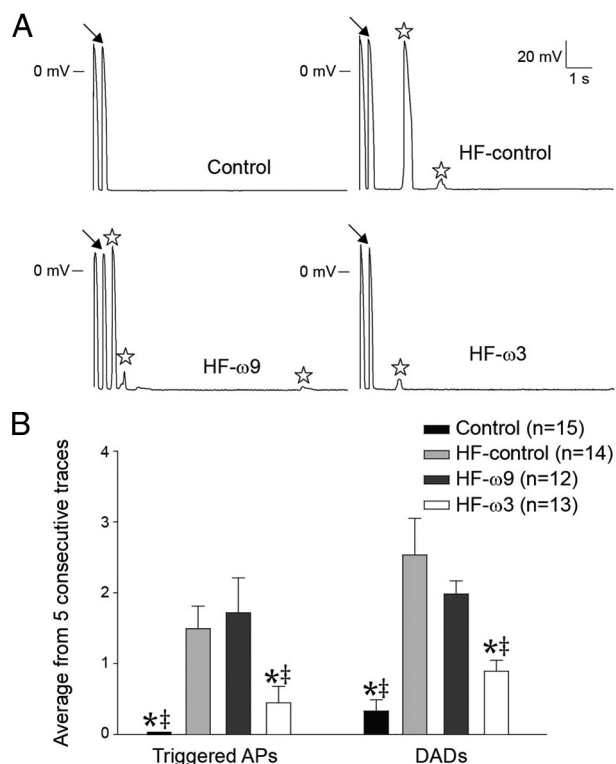 A
0 mV
Control
0 mV
HF-control
20 mV
1 s
0 mV
HF-ω9
0 mV
HF-ω3
B
Average from 5 consecutive traces
4
3
2
1
0
Control (n=15)
HF-control (n=14)
HF-ω9 (n=12)
HF-ω3 (n=13)
*‡
*‡
*‡
*‡
Triggered APs
DADs